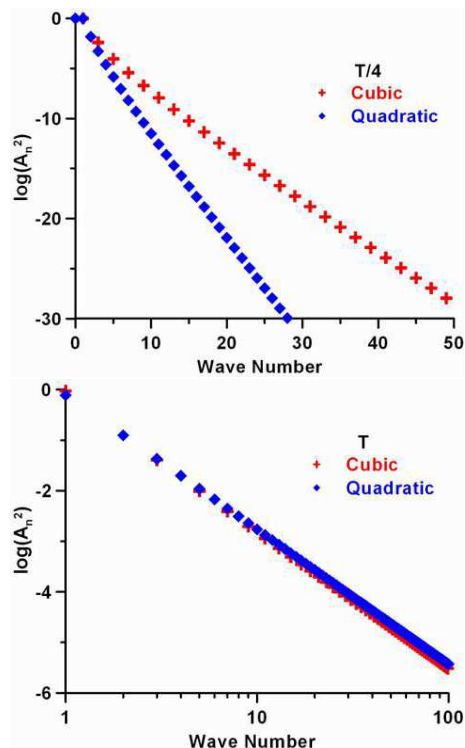 0
-10
-20
-30
log(Aₙ²)
T/4
Cubic
Quadratic
0 10 20 30 40 50
Wave Number
0
-2
-4
-6
log(Aₙ²)
T
Cubic
Quadratic
1 10 100
Wave Number